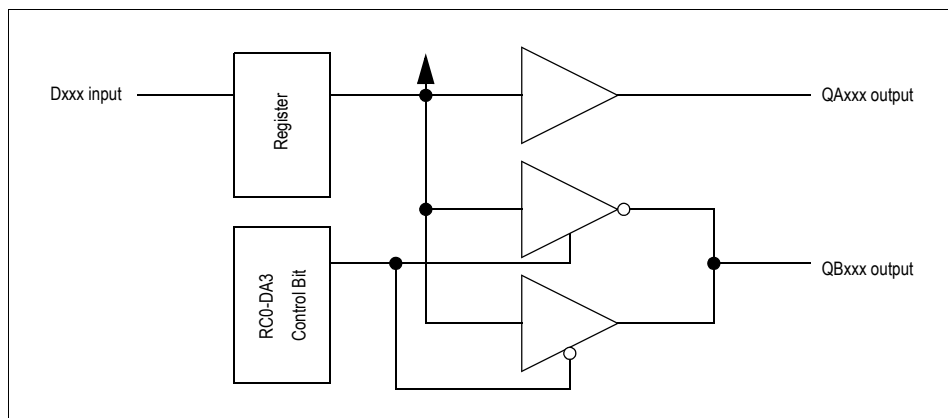 Dxxx input
Register
QAxxx output
RC0-DA3
Control Bit
QBxxx output